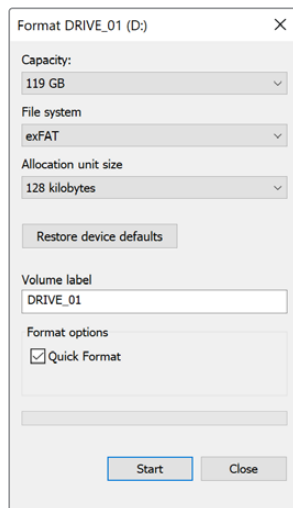 Format DRIVE_01 (D:)
Capacity:
119 GB
File system
exFAT
Allocation unit size
128 kilobytes
Restore device defaults
Volume label
DRIVE_01
Format options
Quick Format
Start Close